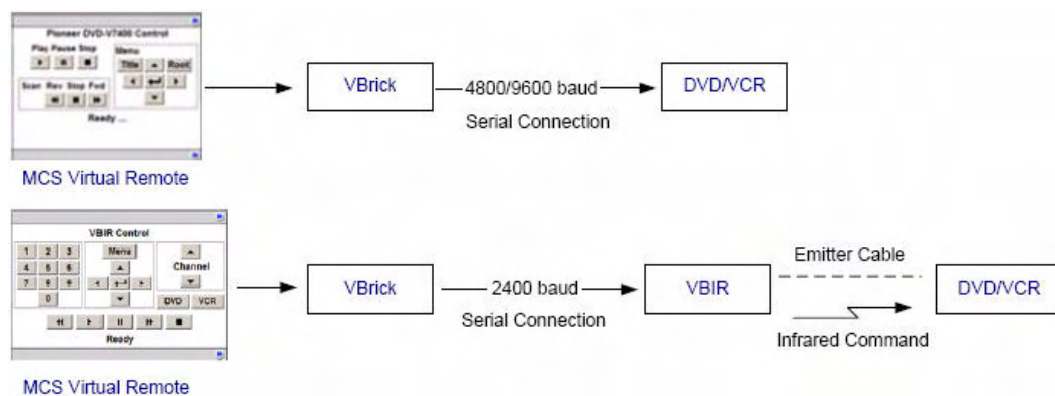 Pioneer DVD-V7400 Control
Play Pause Stop
Menu
Title Root
Scan Rev Stop Fwd
Ready ...
MCS Virtual Remote
VBrick
4800/9600 baud
Serial Connection
DVD/VCR
VBIR Control
1 2 3
4 5 6
7 8 9
0
Menu
Channel
DVD VCR
Ready
MCS Virtual Remote
VBrick
2400 baud
Serial Connection
VBIR
Emitter Cable
Infrared Command
DVD/VCR